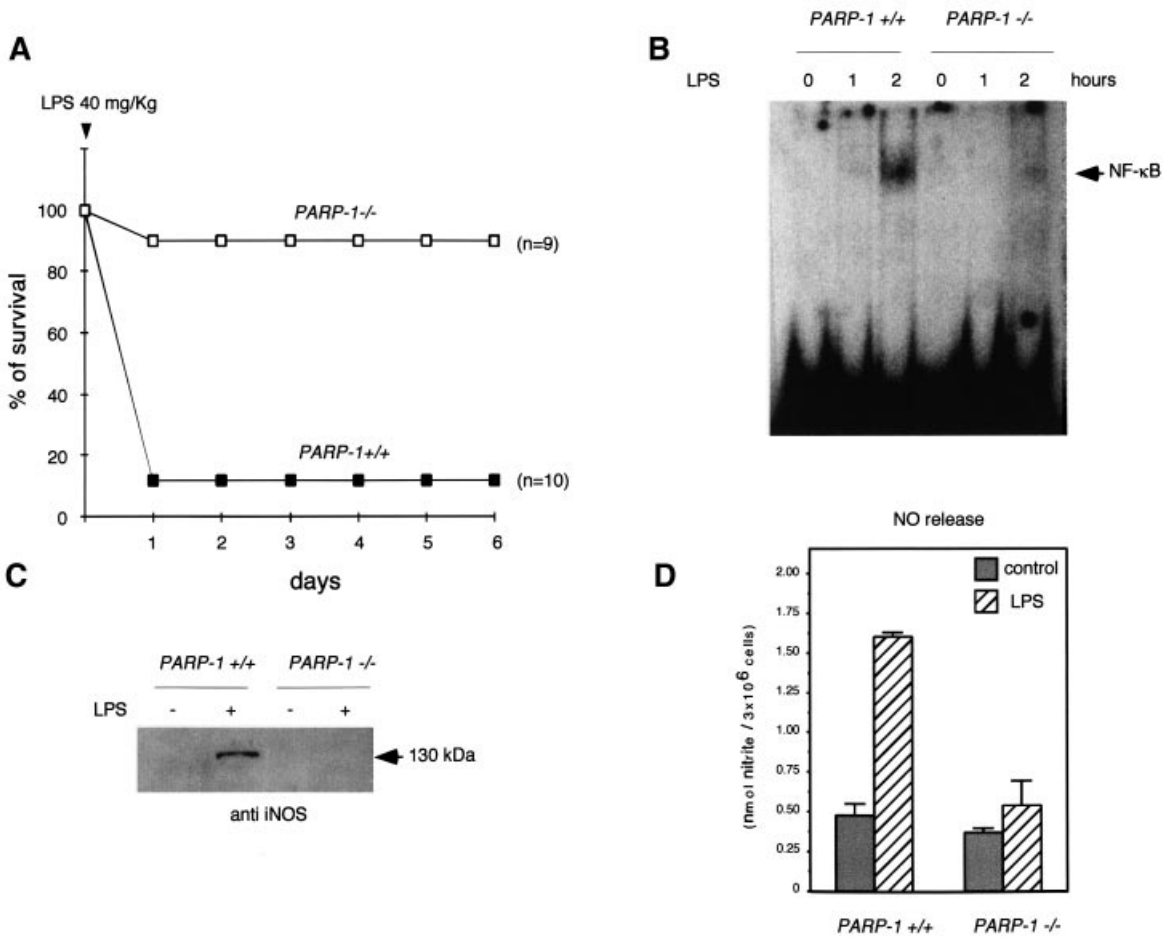 A
LPS 40 mg/Kg
% of survival
100
80
60
40
20
0
PARP-1-/-
(n=9)
PARP-1+/+
(n=10)
1 2 3 4 5 6
days
B
PARP-1 +/+ PARP-1 -/-
LPS 0 1 2 0 1 2 hours
NF-κB
C
PARP-1 +/+ PARP-1 -/-
LPS - + - +
130 kDa
anti iNOS
D
NO release
control
LPS
(nmol nitrite / 3x10⁶ cells)
2.00
1.75
1.50
1.25
1.00
0.75
0.50
0.25
0
PARP-1 +/+ PARP-1 -/-